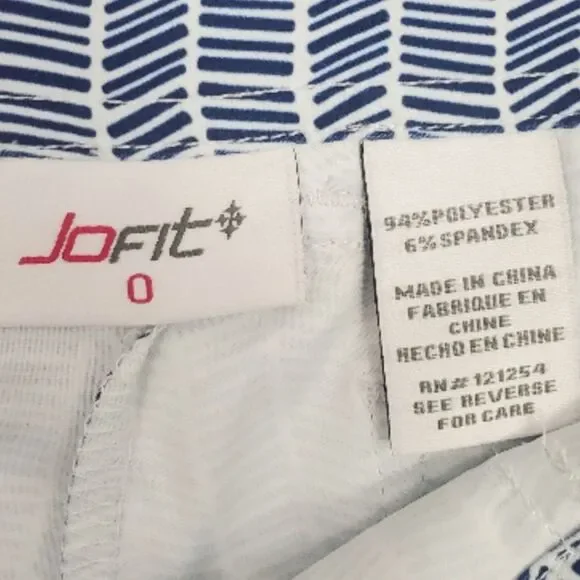 JOFIT
0
94%POLYESTER
6%SPANDEX
MADE IN CHINA
FABRIQUE EN
CHINE
HECHO EN CHINE
RN# 121254
SEE REVERSE
FOR CARE